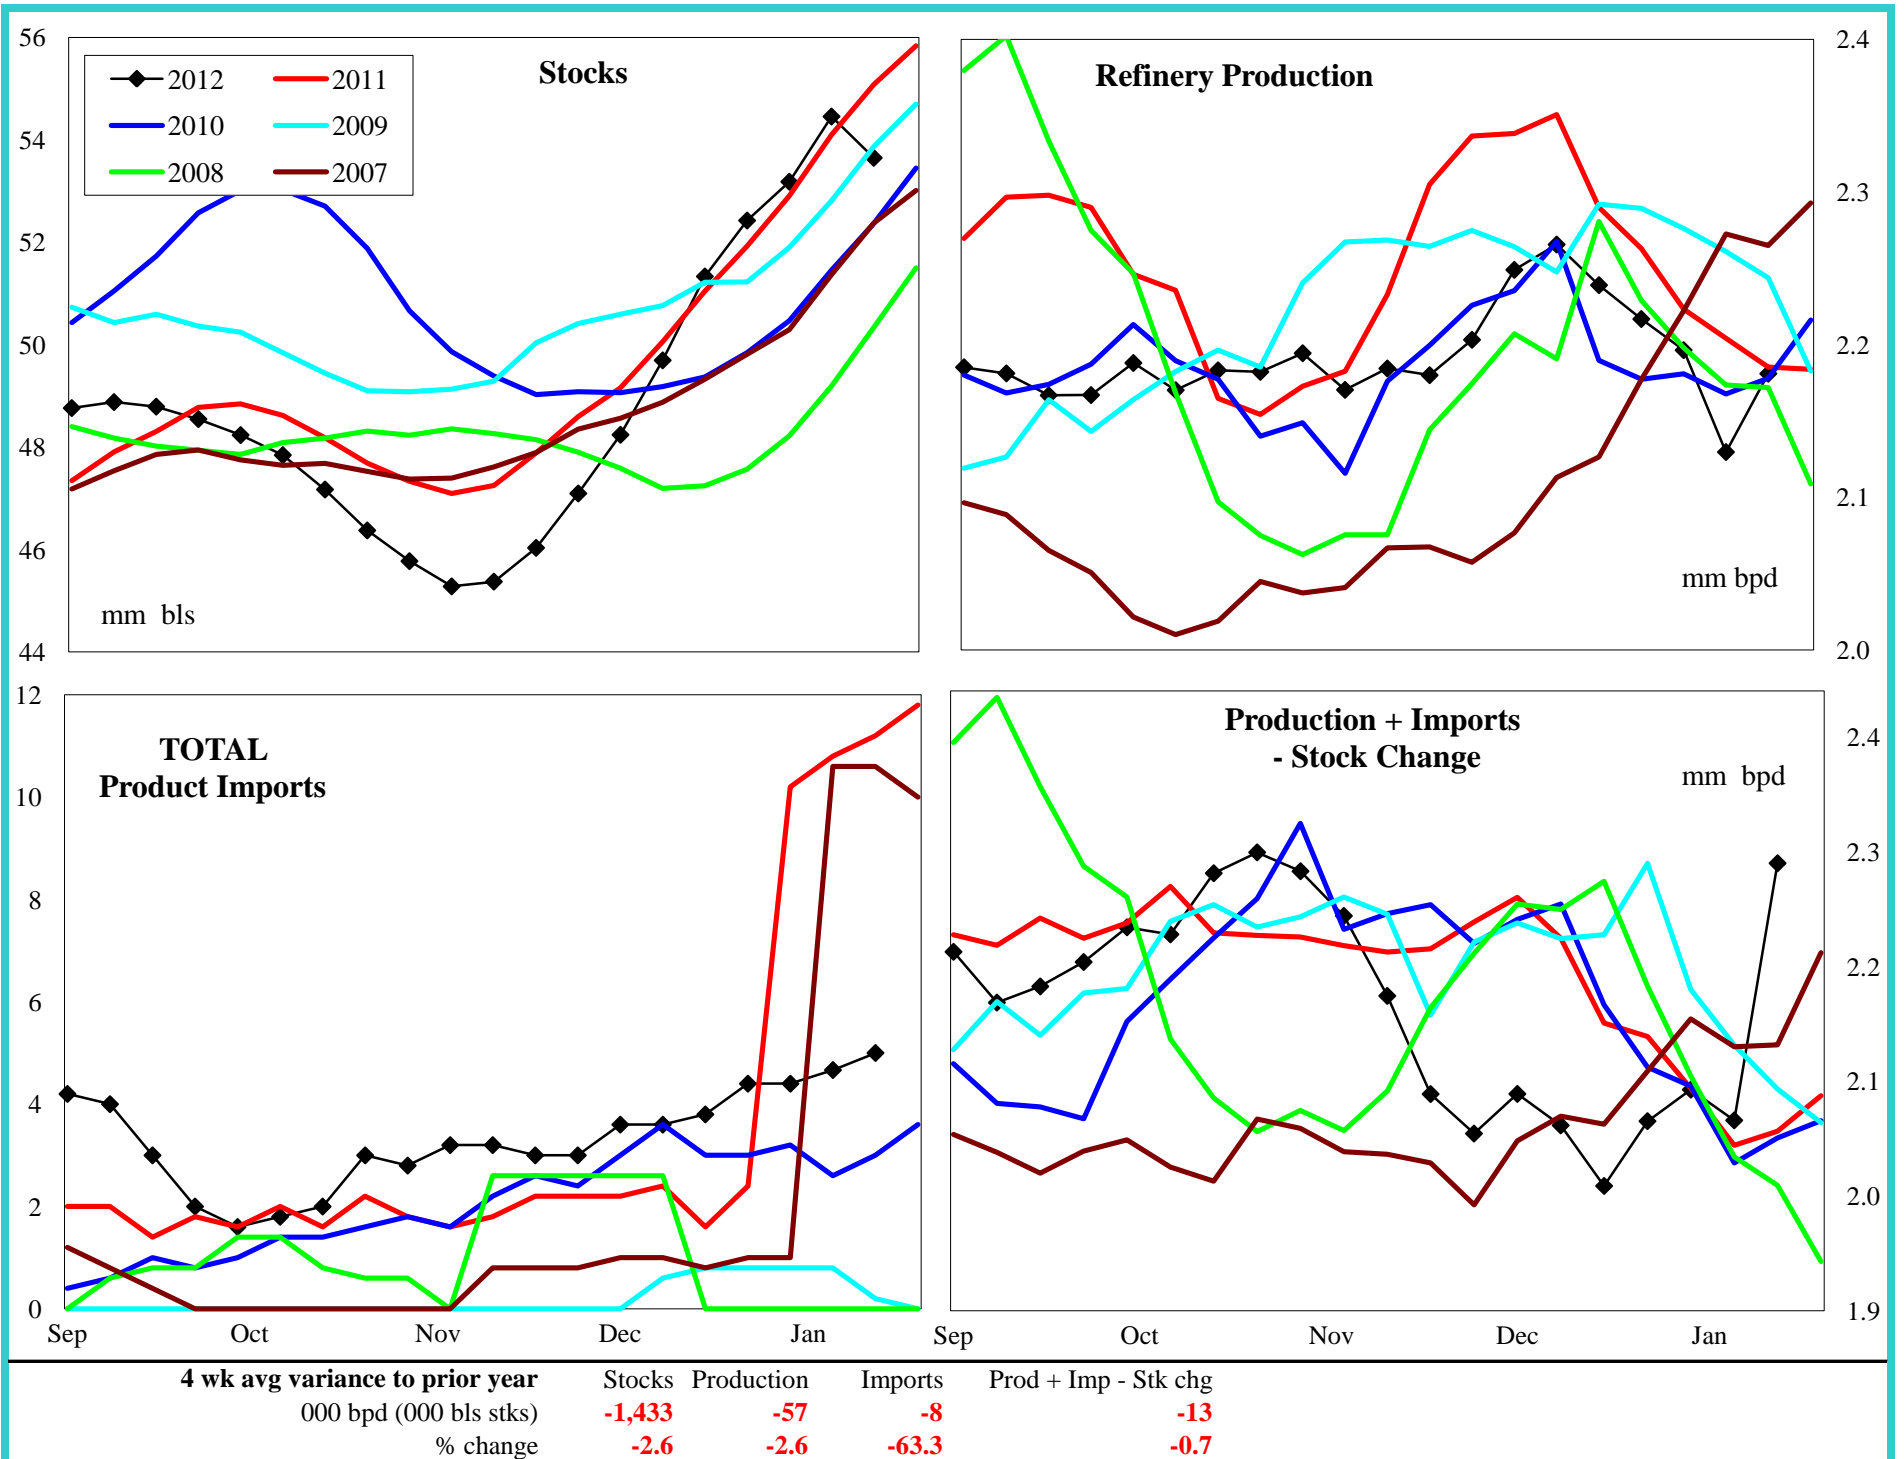 56
54
52
50
48
46
44
Stocks
2012 2011
2010 2009
2008 2007
mm bls
Refinery Production
mm bpd
2.4
2.3
2.2
2.1
2.0
12
10
8
6
4
2
0
TOTAL
Product Imports
Sep Oct Nov Dec Jan
Production + Imports
- Stock Change
mm bpd
2.4
2.3
2.2
2.1
2.0
1.9
Sep Oct Nov Dec Jan
4 wk avg variance to prior year Stocks Production Imports Prod + Imp - Stk chg
000 bpd (000 bls stks) -1,433 -57 -8 -13
% change -2.6 -2.6 -63.3 -0.7